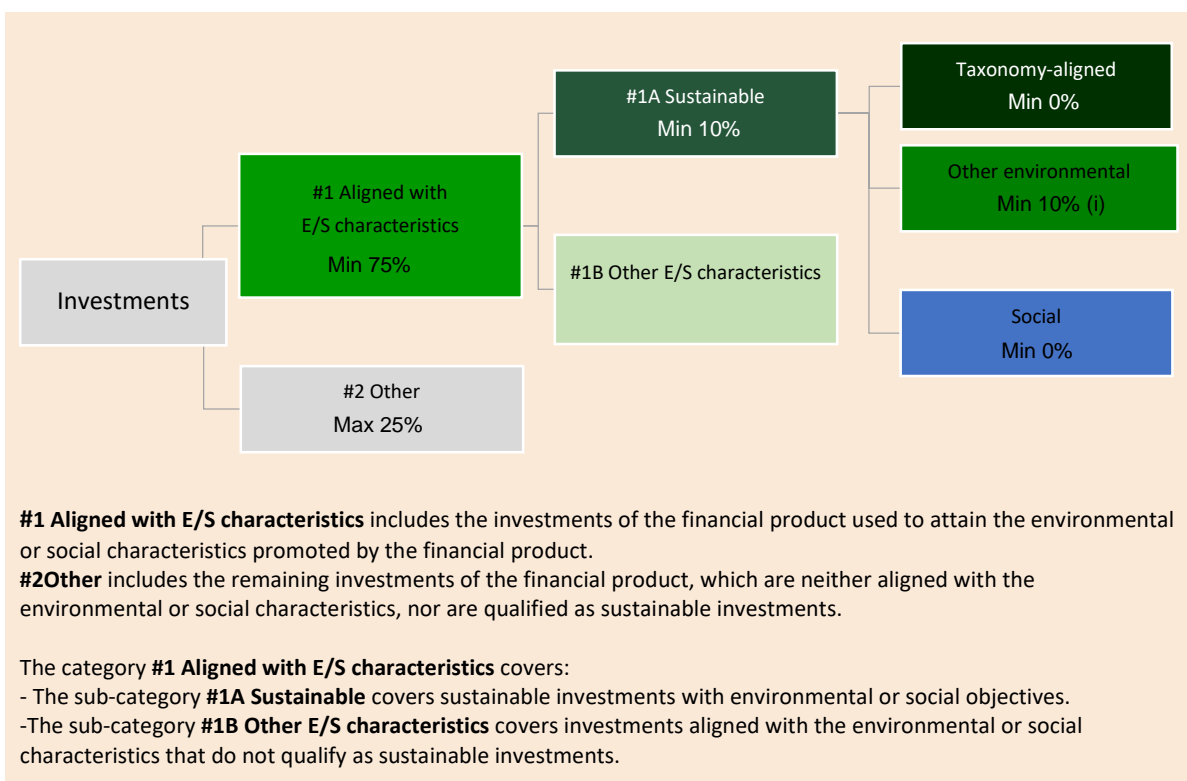 Taxonomy-aligned
Min 0%
#1A Sustainable
Min 10%
Other environmental
Min 10% (i)
#1 Aligned with
E/S characteristics
Min 75%
#1B Other E/S characteristics
Investments
Social
Min 0%
#2 Other
Max 25%
#1 Aligned with E/S characteristics includes the investments of the financial product used to attain the environmental
or social characteristics promoted by the financial product.
#2Other includes the remaining investments of the financial product, which are neither aligned with the
environmental or social characteristics, nor are qualified as sustainable investments.
The category #1 Aligned with E/S characteristics covers:
- The sub-category #1A Sustainable covers sustainable investments with environmental or social objectives.
-The sub-category #1B Other E/S characteristics covers investments aligned with the environmental or social
characteristics that do not qualify as sustainable investments.